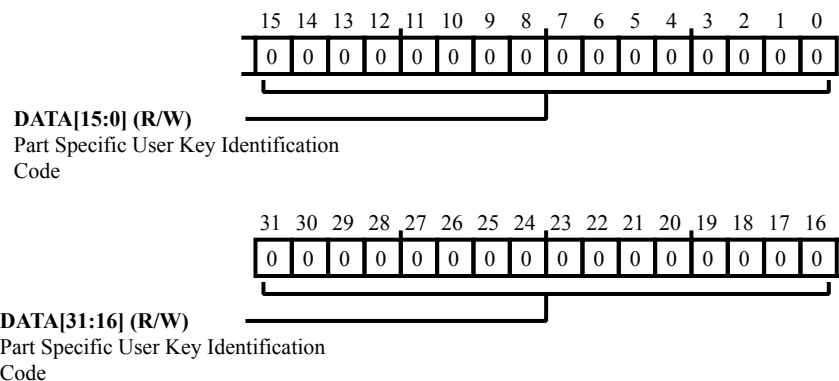 15 14 13 12 11 10 9 8 7 6 5 4 3 2 1 0
0 0 0 0 0 0 0 0 0 0 0 0 0 0 0 0
DATA[15:0] (R/W)
Part Specific User Key Identification
Code
31 30 29 28 27 26 25 24 23 22 21 20 19 18 17 16
0 0 0 0 0 0 0 0 0 0 0 0 0 0 0 0
DATA[31:16] (R/W)
Part Specific User Key Identification
Code